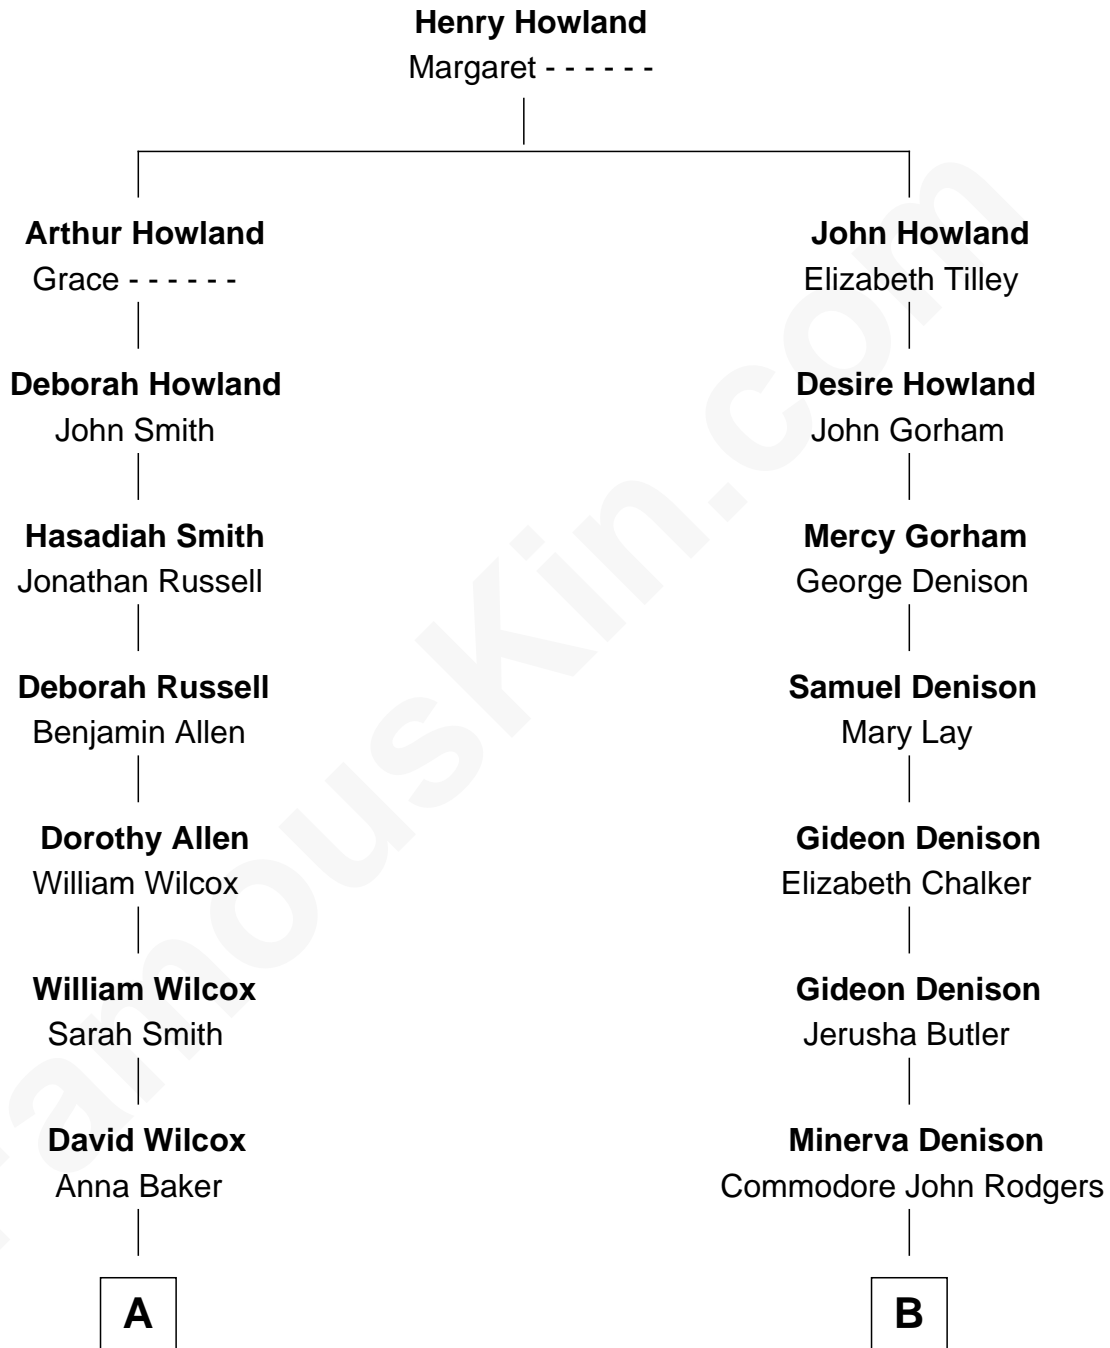 Henry Howland
Margaret - - - - - -
Arthur Howland
Grace - - - - - -
John Howland
Elizabeth Tilley
Deborah Howland
John Smith
Desire Howland
John Gorham
Hasadiah Smith
Jonathan Russell
Mercy Gorham
George Denison
Deborah Russell
Benjamin Allen
Samuel Denison
Mary Lay
Dorothy Allen
William Wilcox
Gideon Denison
Elizabeth Chalker
William Wilcox
Sarah Smith
Gideon Denison
Jerusha Butler
David Wilcox
Anna Baker
Minerva Denison
Commodore John Rodgers
A
B
FamousKin.com